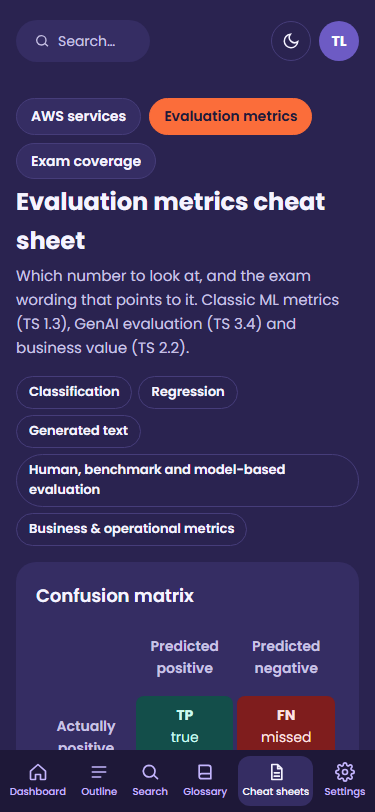 Search...
TL
AWS services
Evaluation metrics
Exam coverage
Evaluation metrics cheat
sheet
Which number to look at, and the exam
wording that points to it. Classic ML metrics
(TS 1.3), GenAI evaluation (TS 3.4) and
business value (TS 2.2).
Classification
Regression
Generated text
Human, benchmark and model-based
evaluation
Business & operational metrics
Confusion matrix
Predicted
positive
Predicted
negative
Actually
positive
TP
true
FN
missed
Dashboard
Outline
Search
Glossary
Cheat sheets
Settings